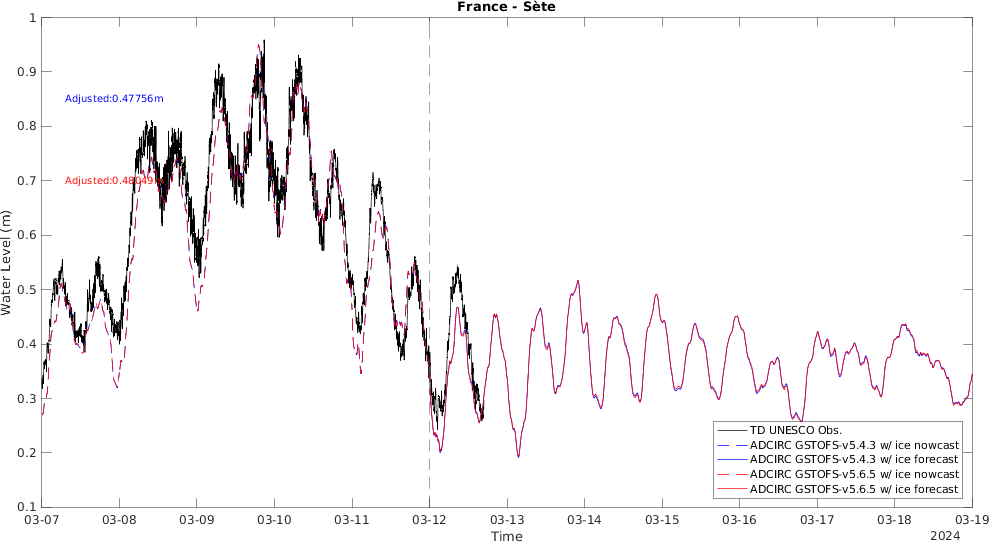 France - Sète
Water Level (m)
1
0.9
0.8
0.7
0.6
0.5
0.4
0.3
0.2
0.1
Adjusted:0.47756m
Adjusted:0.48049m
TD UNESCO Obs.
ADCIRC GSTOFS-v5.4.3 w/ ice nowcast
ADCIRC GSTOFS-v5.4.3 w/ ice forecast
ADCIRC GSTOFS-v5.6.5 w/ ice nowcast
ADCIRC GSTOFS-v5.6.5 w/ ice forecast
03-07 03-08 03-09 03-10 03-11 03-12 03-13 03-14 03-15 03-16 03-17 03-18 03-19
Time
2024